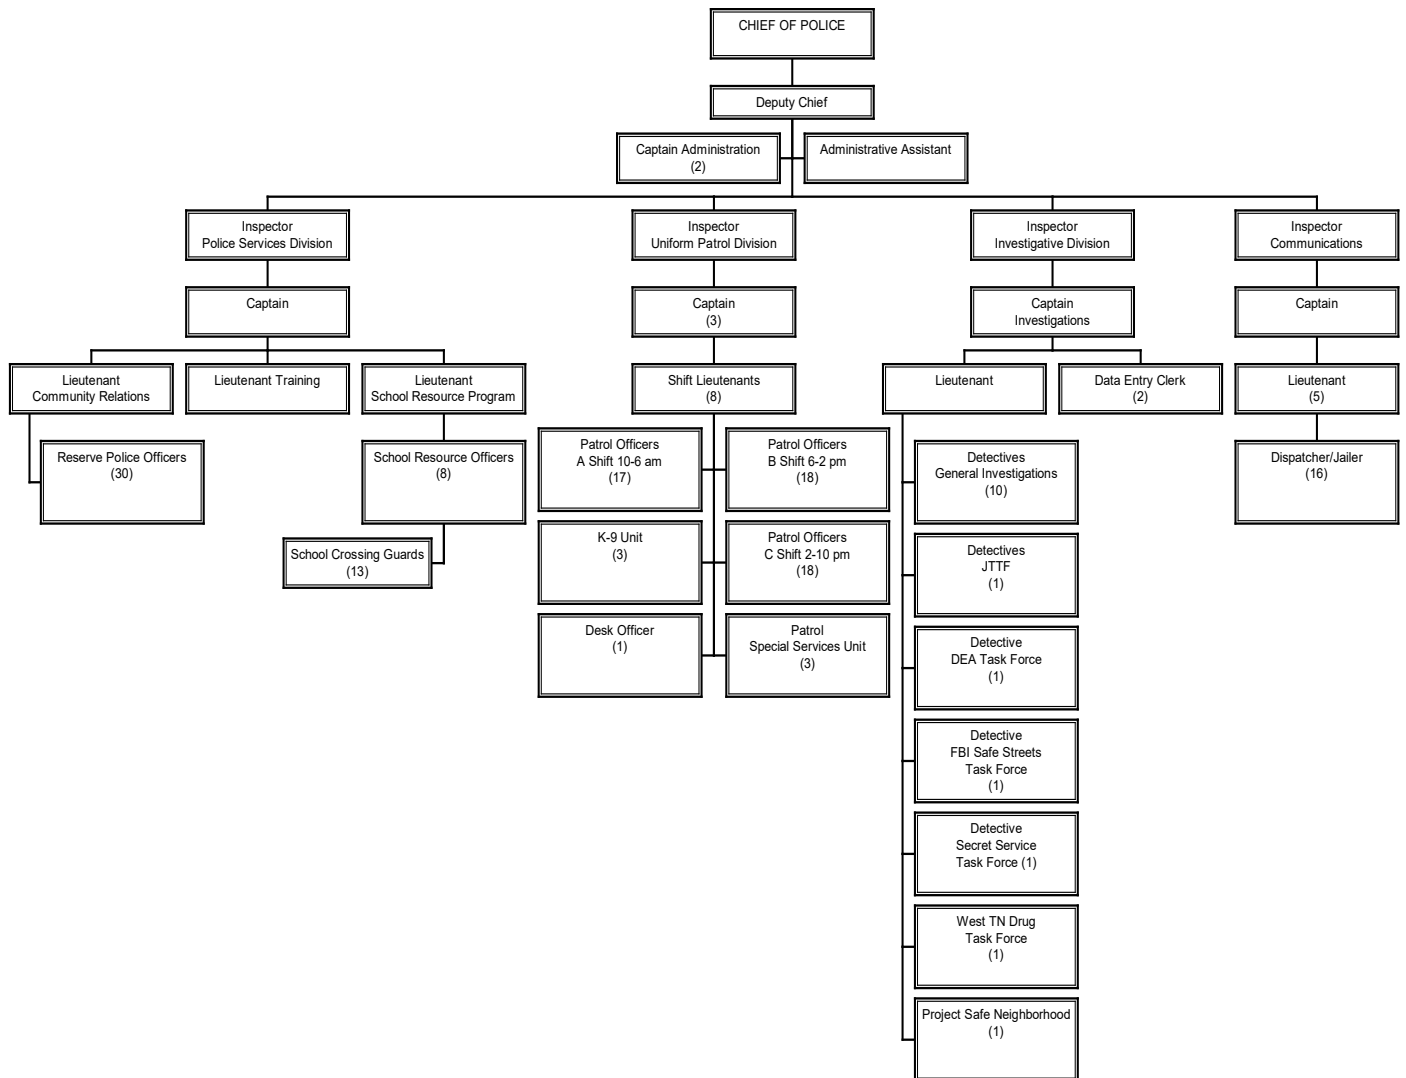 CHIEF OF POLICE
Deputy Chief
Captain Administration
(2)
Administrative Assistant
Inspector
Police Services Division
Inspector
Uniform Patrol Division
Inspector
Investigative Division
Inspector
Communications
Captain
Captain
(3)
Captain
Investigations
Captain
Lieutenant
Community Relations
Lieutenant Training
Lieutenant
School Resource Program
Shift Lieutenants
(8)
Lieutenant
Data Entry Clerk
(2)
Lieutenant
(5)
Reserve Police Officers
(30)
School Resource Officers
(8)
School Crossing Guards
(13)
Patrol Officers
A Shift 10-6 am
(17)
Patrol Officers
B Shift 6-2 pm
(18)
K-9 Unit
(3)
Patrol Officers
C Shift 2-10 pm
(18)
Desk Officer
(1)
Patrol
Special Services Unit
(3)
Detectives
General Investigations
(10)
Detectives
JTTF
(1)
Detective
DEA Task Force
(1)
Detective
FBI Safe Streets
Task Force
(1)
Detective
Secret Service
Task Force (1)
West TN Drug
Task Force
(1)
Project Safe Neighborhood
(1)
Dispatcher/Jailer
(16)